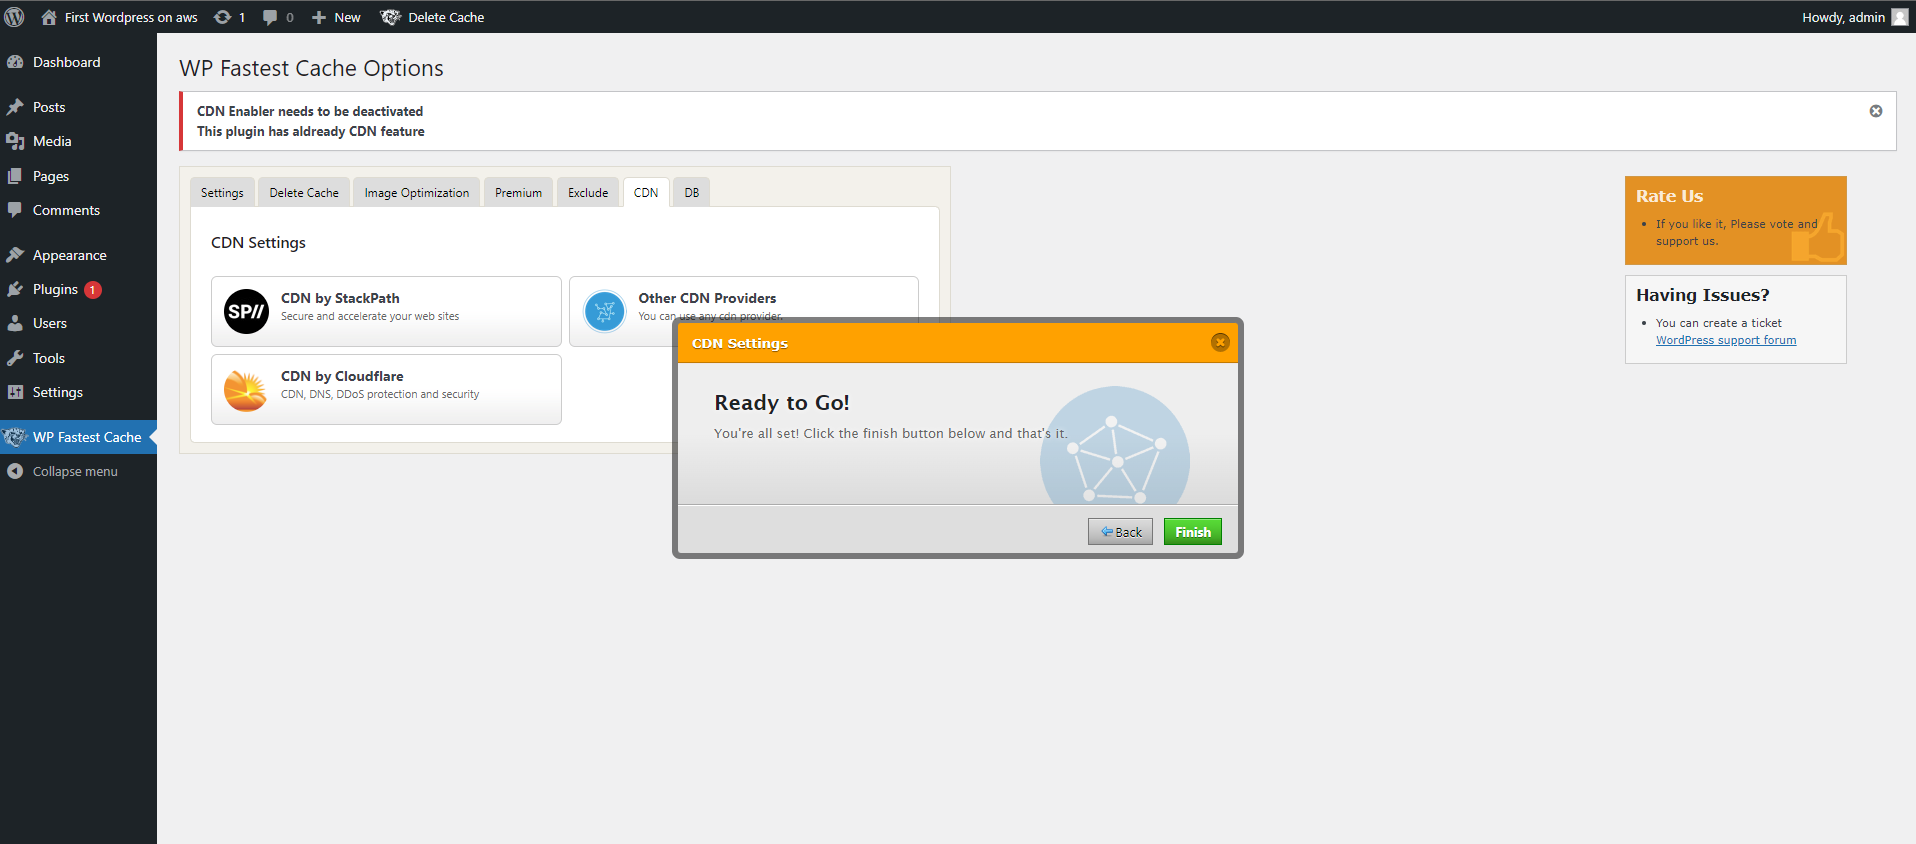 First Wordpress on aws
1
0
New
Delete Cache
Howdy, admin
Dashboard
Posts
Media
Pages
Comments
Appearance
Plugins 1
Users
Tools
Settings
WP Fastest Cache
Collapse menu
WP Fastest Cache Options
CDN Enabler needs to be deactivated
This plugin has aldready CDN feature
Settings
Delete Cache
Image Optimization
Premium
Exclude
CDN
DB
CDN Settings
SP//
CDN by StackPath
Secure and accelerate your web sites
Other CDN Providers
You can use any cdn provider.
CDN by Cloudflare
CDN, DNS, DDoS protection and security
CDN Settings
Ready to Go!
You're all set! Click the finish button below and that's it.
Back
Finish
Rate Us
If you like it, Please vote and
support us.
Having Issues?
You can create a ticket
WordPress support forum